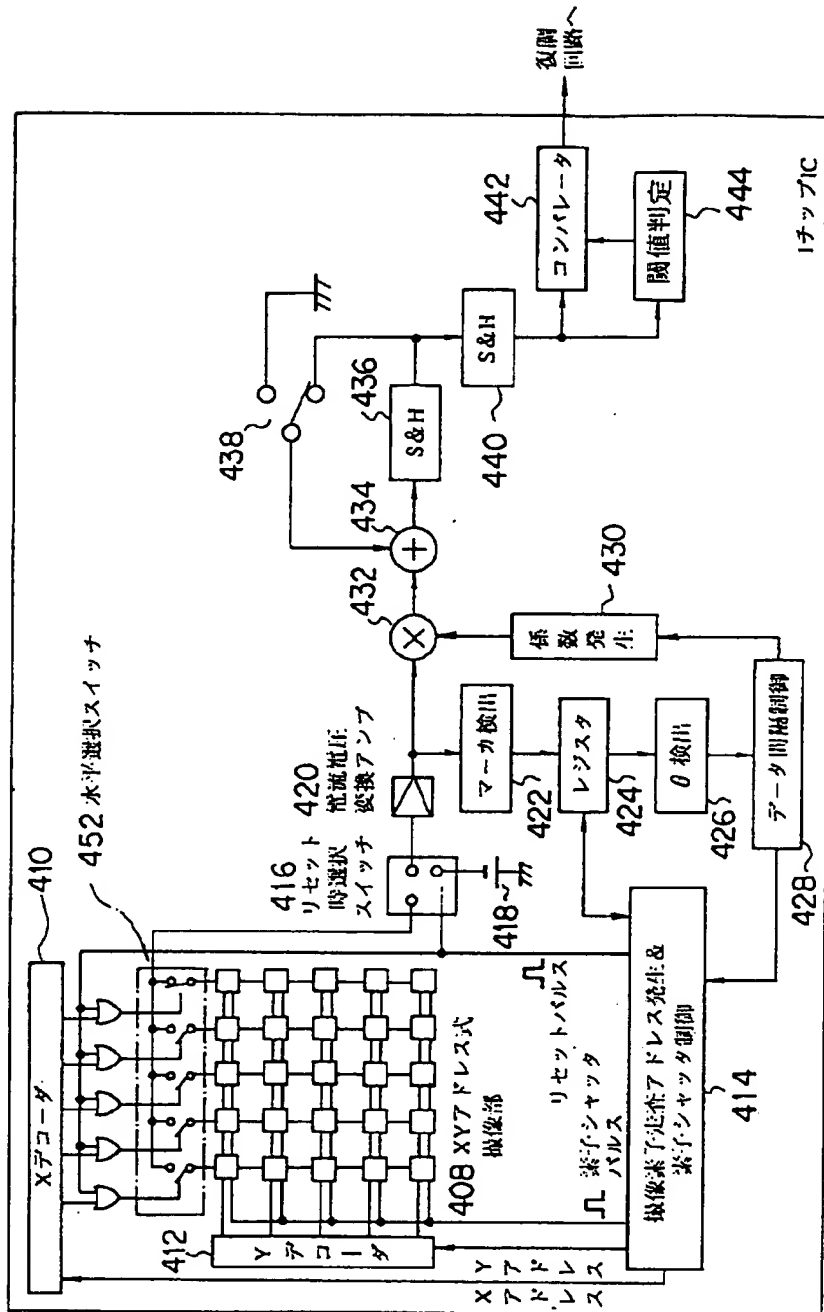 410
Xデコーダ
452 水平選択スイッチ
412
Yデコーダ
408 XYアドレス式
撮像部
416
リセット
時選択
スイッチ
418
420
電流電圧
変換アンプ
リセットパルス
素子シャッタ
パルス
XY
アア
ドド
レレ
スス
撮像素子走査アドレス発生&
素子シャッタ制御
414
マーカ検出
422
レジスタ
424
θ検出
426
データ間隔制御
428
係数発生
430
×
432
+
434
S&H
436
438
S&H
440
コンパレータ
442
閾値判定
444
復調
回路へ
1チップIC